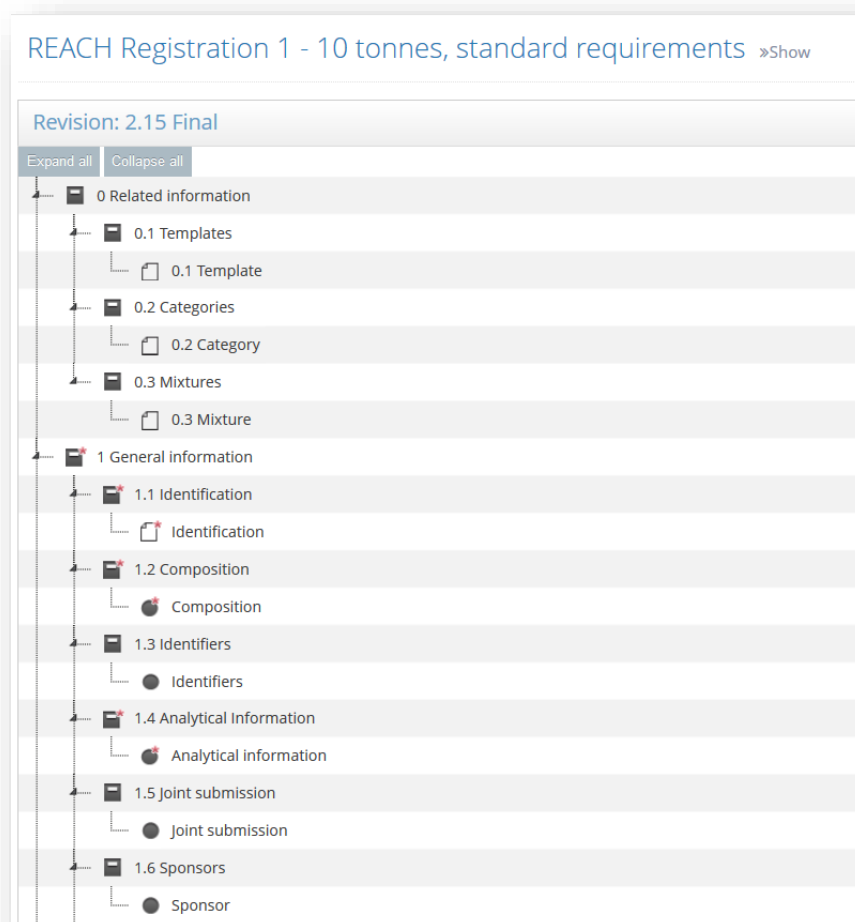 REACH Registration 1 - 10 tonnes, standard requirements »Show
Revision: 2.15 Final
Expand all Collapse all
0 Related information
0.1 Templates
0.1 Template
0.2 Categories
0.2 Category
0.3 Mixtures
0.3 Mixture
1 General information
1.1 Identification
Identification
1.2 Composition
Composition
1.3 Identifiers
Identifiers
1.4 Analytical Information
Analytical information
1.5 Joint submission
Joint submission
1.6 Sponsors
Sponsor